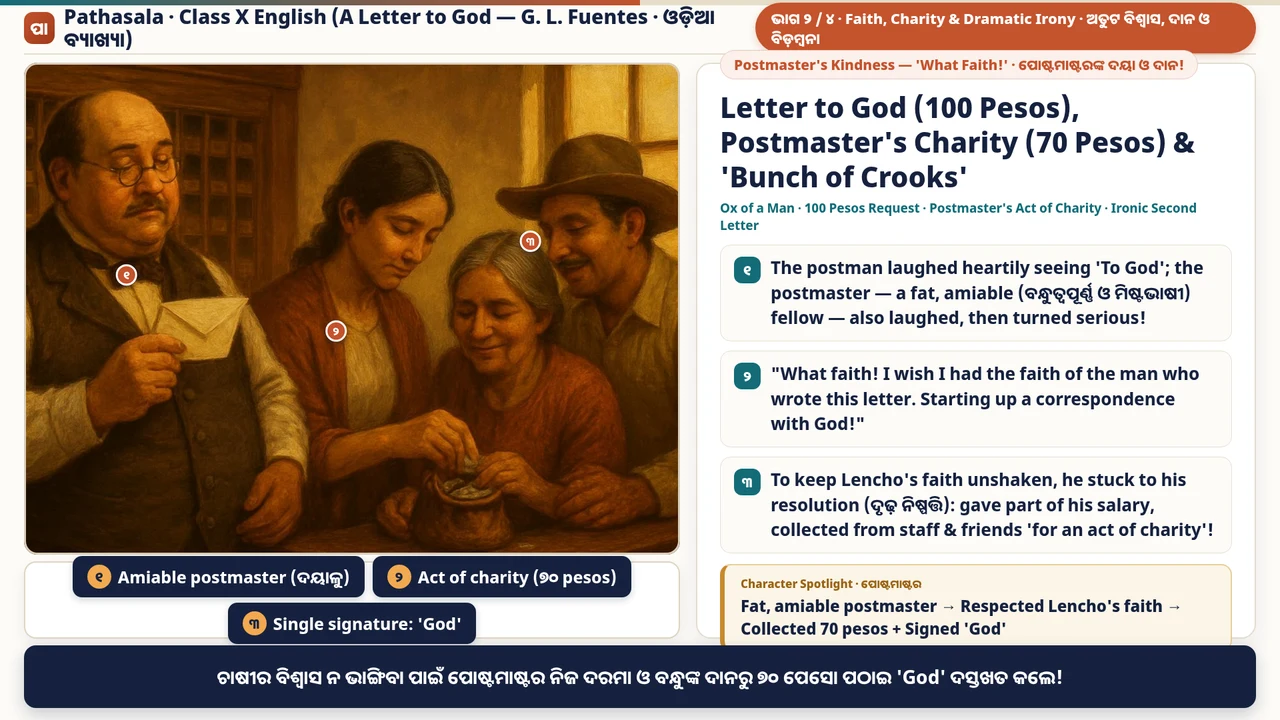 ପା
Pathasala · Class X English (A Letter to God — G. L. Fuentes · ଓଡ଼ିଆ
ବ୍ୟାଖ୍ୟା)
ଭାଗ ୨ / ୪ · Faith, Charity & Dramatic Irony · ଅତୁଟ ବିଶ୍ୱାସ, ଦାନ ଓ
ବିଡ଼ମ୍ବନା
Postmaster's Kindness — 'What Faith!' · ପୋଷ୍ଟମାଷ୍ଟରଙ୍କ ଦୟା ଓ ଦାନ!
Letter to God (100 Pesos),
Postmaster's Charity (70 Pesos) &
'Bunch of Crooks'
Ox of a Man · 100 Pesos Request · Postmaster's Act of Charity · Ironic Second
Letter
୧
The postman laughed heartily seeing 'To God'; the
postmaster — a fat, amiable (ବନ୍ଧୁତ୍ୱପୂର୍ଣ୍ଣ ଓ ମିଷ୍ଟଭାଷୀ)
fellow — also laughed, then turned serious!
୨
"What faith! I wish I had the faith of the man who
wrote this letter. Starting up a correspondence
with God!"
୩
To keep Lencho's faith unshaken, he stuck to his
resolution (ଦୃଢ଼ ନିଷ୍ପତ୍ତି): gave part of his salary,
collected from staff & friends 'for an act of charity'!
Character Spotlight · ପୋଷ୍ଟମାଷ୍ଟର
Fat, amiable postmaster → Respected Lencho's faith →
Collected 70 pesos + Signed 'God'
୧
୨
୩
୧ Amiable postmaster (ଦୟାଳୁ)
୨ Act of charity (୭୦ pesos)
୩ Single signature: 'God'
ଚାଷୀର ବିଶ୍ୱାସ ନ ଭାଙ୍ଗିବା ପାଇଁ ପୋଷ୍ଟମାଷ୍ଟର ନିଜ ଦରମା ଓ ବନ୍ଧୁଙ୍କ ଦାନରୁ ୭୦ ପେସୋ ପଠାଇ 'God' ଦସ୍ତଖତ କଲେ!